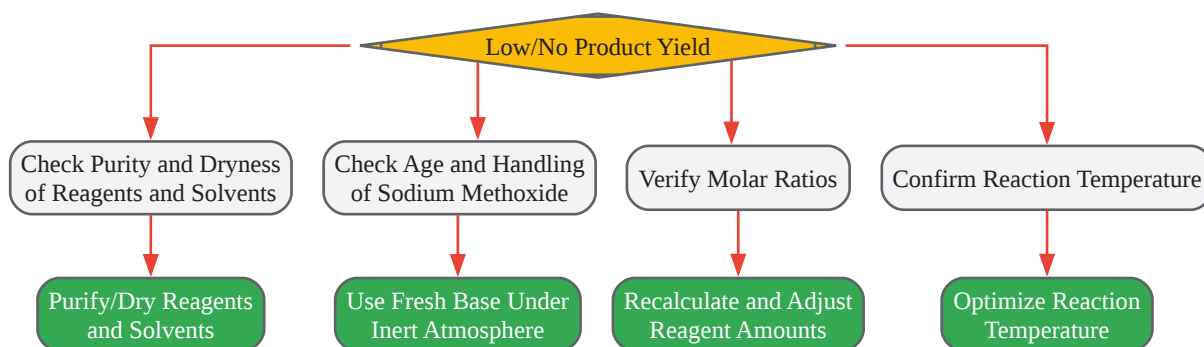 Low/No Product Yield
Check Purity and Dryness
of Reagents and Solvents
Check Age and Handling
of Sodium Methoxide
Verify Molar Ratios
Confirm Reaction Temperature
Purify/Dry Reagents
and Solvents
Use Fresh Base Under
Inert Atmosphere
Recalculate and Adjust
Reagent Amounts
Optimize Reaction
Temperature